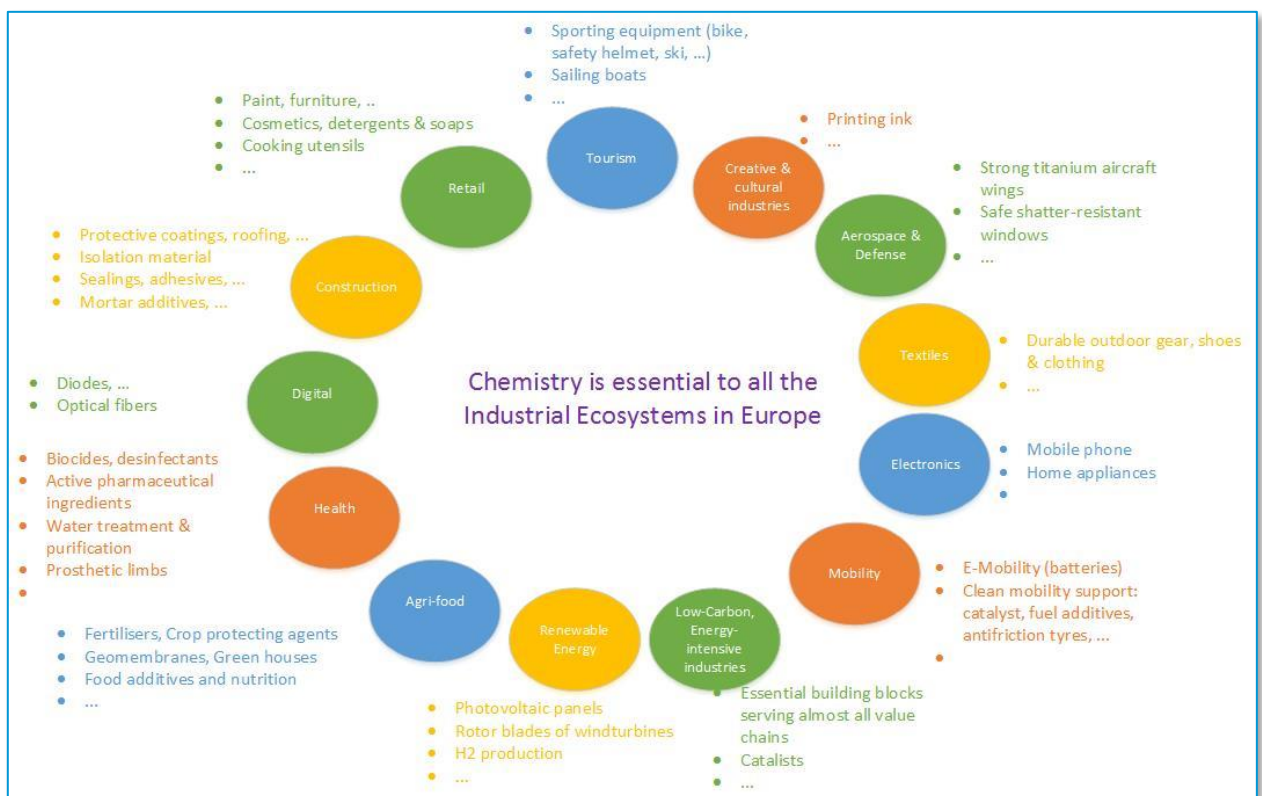 • Sporting equipment (bike,
safety helmet, ski, ...)
• Sailing boats
• ...
Tourism
• Printing ink
• ...
Creative &
cultural
industries
• Strong titanium aircraft
wings
• Safe shatter-resistant
windows
• ...
Aerospace &
Defense
• Durable outdoor gear, shoes
& clothing
• ...
Textiles
• Mobile phone
• Home appliances
•
Electronics
• E-Mobility (batteries)
• Clean mobility support:
catalyst, fuel additives,
antifriction tyres, ...
•
Mobility
Low-Carbon,
Energy-
intensive
industries
• Essential building blocks
serving almost all value
chains
• Catalists
• ...
Renewable
Energy
• Photovoltaic panels
• Rotor blades of windturbines
• H2 production
• ...
Agri-food
• Fertilisers, Crop protecting agents
• Geomembranes, Green houses
• Food additives and nutrition
• ...
Health
• Biocides, desinfectants
• Active pharmaceutical
ingredients
• Water treatment &
purification
• Prosthetic limbs
•
Digital
• Diodes, ...
• Optical fibers
Construction
• Protective coatings, roofing, ...
• Isolation material
• Sealings, adhesives, ...
• Mortar additives, ...
Retail
• Paint, furniture, ..
• Cosmetics, detergents & soaps
• Cooking utensils
• ...
Chemistry is essential to all the
Industrial Ecosystems in Europe